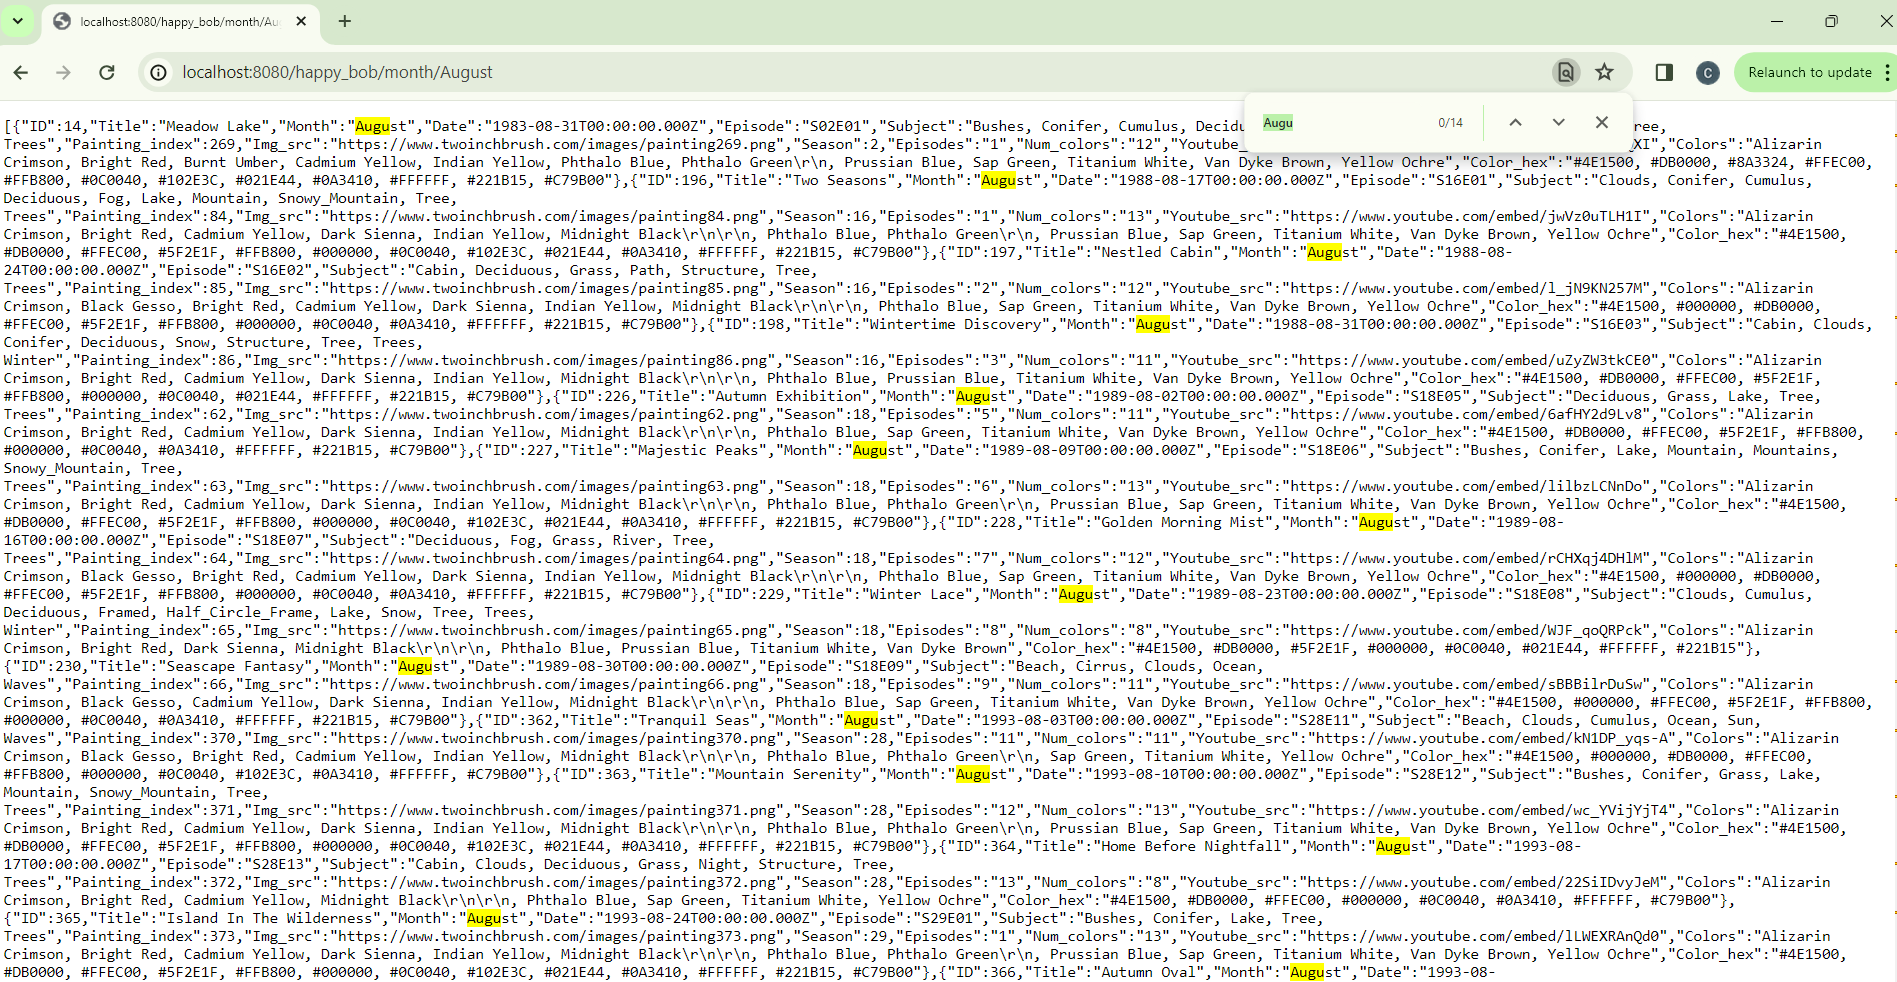 localhost:8080/happy_bob/month/Au
localhost:8080/happy_bob/month/August
C
Relaunch to update
Augu
0/14
[{"ID":14,"Title":"Meadow Lake","Month":"August","Date":"1983-08-31T00:00:00.000Z","Episode":"S02E01","Subject":"Bushes, Conifer, Cumulus, Decidu
Tree,
Trees","Painting_index":269,"Img_src":"https://www.twoinchbrush.com/images/painting269.png","Season":2,"Episodes":"1","Num_colors":"12","Youtube_
XI","Colors":"Alizarin
Crimson, Bright Red, Burnt Umber, Cadmium Yellow, Indian Yellow, Phthalo Blue, Phthalo Green\r\n, Prussian Blue, Sap Green, Titanium White, Van Dyke Brown, Yellow Ochre","Color_hex":"#4E1500, #DB0000, #8A3324, #FFEC00,
#FFB800, #0C0040, #102E3C, #021E44, #0A3410, #FFFFFF, #221B15, #C79B00"},{"ID":196,"Title":"Two Seasons","Month":"August","Date":"1988-08-17T00:00:00.000Z","Episode":"S16E01","Subject":"Clouds, Conifer, Cumulus,
Deciduous, Fog, Lake, Mountain, Snowy_Mountain, Tree,
Trees","Painting_index":84,"Img_src":"https://www.twoinchbrush.com/images/painting84.png","Season":16,"Episodes":"1","Num_colors":"13","Youtube_src":"https://www.youtube.com/embed/jwVz0uTLH1I","Colors":"Alizarin
Crimson, Bright Red, Cadmium Yellow, Dark Sienna, Indian Yellow, Midnight Black\r\n\r\n, Phthalo Blue, Phthalo Green\r\n, Prussian Blue, Sap Green, Titanium White, Van Dyke Brown, Yellow Ochre","Color_hex":"#4E1500,
#DB0000, #FFEC00, #5F2E1F, #FFB800, #000000, #0C0040, #102E3C, #021E44, #0A3410, #FFFFFF, #221B15, #C79B00"},{"ID":197,"Title":"Nestled Cabin","Month":"August","Date":"1988-08-
24T00:00:00.000Z","Episode":"S16E02","Subject":"Cabin, Deciduous, Grass, Path, Structure, Tree,
Trees","Painting_index":85,"Img_src":"https://www.twoinchbrush.com/images/painting85.png","Season":16,"Episodes":"2","Num_colors":"12","Youtube_src":"https://www.youtube.com/embed/l_jN9KN257M","Colors":"Alizarin
Crimson, Black Gesso, Bright Red, Cadmium Yellow, Dark Sienna, Indian Yellow, Midnight Black\r\n\r\n, Phthalo Blue, Sap Green, Titanium White, Van Dyke Brown, Yellow Ochre","Color_hex":"#4E1500, #000000, #DB0000,
#FFEC00, #5F2E1F, #FFB800, #000000, #0C0040, #0A3410, #FFFFFF, #221B15, #C79B00"},{"ID":198,"Title":"Wintertime Discovery","Month":"August","Date":"1988-08-31T00:00:00.000Z","Episode":"S16E03","Subject":"Cabin, Clouds,
Conifer, Deciduous, Snow, Structure, Tree, Trees,
Winter","Painting_index":86,"Img_src":"https://www.twoinchbrush.com/images/painting86.png","Season":16,"Episodes":"3","Num_colors":"11","Youtube_src":"https://www.youtube.com/embed/uZyZW3tkCE0","Colors":"Alizarin
Crimson, Bright Red, Cadmium Yellow, Dark Sienna, Indian Yellow, Midnight Black\r\n\r\n, Phthalo Blue, Prussian Blue, Titanium White, Van Dyke Brown, Yellow Ochre","Color_hex":"#4E1500, #DB0000, #FFEC00, #5F2E1F,
#FFB800, #000000, #0C0040, #021E44, #FFFFFF, #221B15, #C79B00"},{"ID":226,"Title":"Autumn Exhibition","Month":"August","Date":"1989-08-02T00:00:00.000Z","Episode":"S18E05","Subject":"Deciduous, Grass, Lake, Tree,
Trees","Painting_index":62,"Img_src":"https://www.twoinchbrush.com/images/painting62.png","Season":18,"Episodes":"5","Num_colors":"11","Youtube_src":"https://www.youtube.com/embed/6afHY2d9Lv8","Colors":"Alizarin
Crimson, Bright Red, Cadmium Yellow, Dark Sienna, Indian Yellow, Midnight Black\r\n\r\n, Phthalo Blue, Sap Green, Titanium White, Van Dyke Brown, Yellow Ochre","Color_hex":"#4E1500, #DB0000, #FFEC00, #5F2E1F, #FFB800,
#000000, #0C0040, #0A3410, #FFFFFF, #221B15, #C79B00"},{"ID":227,"Title":"Majestic Peaks","Month":"August","Date":"1989-08-09T00:00:00.000Z","Episode":"S18E06","Subject":"Bushes, Conifer, Lake, Mountain, Mountains,
Snowy_Mountain, Tree,
Trees","Painting_index":63,"Img_src":"https://www.twoinchbrush.com/images/painting63.png","Season":18,"Episodes":"6","Num_colors":"13","Youtube_src":"https://www.youtube.com/embed/lilbzLCNnDo","Colors":"Alizarin
Crimson, Bright Red, Cadmium Yellow, Dark Sienna, Indian Yellow, Midnight Black\r\n\r\n, Phthalo Blue, Phthalo Green\r\n, Prussian Blue, Sap Green, Titanium White, Van Dyke Brown, Yellow Ochre","Color_hex":"#4E1500,
#DB0000, #FFEC00, #5F2E1F, #FFB800, #000000, #0C0040, #102E3C, #021E44, #0A3410, #FFFFFF, #221B15, #C79B00"},{"ID":228,"Title":"Golden Morning Mist","Month":"August","Date":"1989-08-
16T00:00:00.000Z","Episode":"S18E07","Subject":"Deciduous, Fog, Grass, River, Tree,
Trees","Painting_index":64,"Img_src":"https://www.twoinchbrush.com/images/painting64.png","Season":18,"Episodes":"7","Num_colors":"12","Youtube_src":"https://www.youtube.com/embed/rCHXqj4DHlM","Colors":"Alizarin
Crimson, Black Gesso, Bright Red, Cadmium Yellow, Dark Sienna, Indian Yellow, Midnight Black\r\n\r\n, Phthalo Blue, Sap Green, Titanium White, Van Dyke Brown, Yellow Ochre","Color_hex":"#4E1500, #000000, #DB0000,
#FFEC00, #5F2E1F, #FFB800, #000000, #0C0040, #0A3410, #FFFFFF, #221B15, #C79B00"},{"ID":229,"Title":"Winter Lace","Month":"August","Date":"1989-08-23T00:00:00.000Z","Episode":"S18E08","Subject":"Clouds, Cumulus,
Deciduous, Framed, Half_Circle_Frame, Lake, Snow, Tree, Trees,
Winter","Painting_index":65,"Img_src":"https://www.twoinchbrush.com/images/painting65.png","Season":18,"Episodes":"8","Num_colors":"8","Youtube_src":"https://www.youtube.com/embed/WJF_qoQRPck","Colors":"Alizarin
Crimson, Bright Red, Dark Sienna, Midnight Black\r\n\r\n, Phthalo Blue, Prussian Blue, Titanium White, Van Dyke Brown","Color_hex":"#4E1500, #DB0000, #5F2E1F, #000000, #0C0040, #021E44, #FFFFFF, #221B15"},
{"ID":230,"Title":"Seascape Fantasy","Month":"August","Date":"1989-08-30T00:00:00.000Z","Episode":"S18E09","Subject":"Beach, Cirrus, Clouds, Ocean,
Waves","Painting_index":66,"Img_src":"https://www.twoinchbrush.com/images/painting66.png","Season":18,"Episodes":"9","Num_colors":"11","Youtube_src":"https://www.youtube.com/embed/sBBBilrDuSw","Colors":"Alizarin
Crimson, Black Gesso, Cadmium Yellow, Dark Sienna, Indian Yellow, Midnight Black\r\n\r\n, Phthalo Blue, Sap Green, Titanium White, Van Dyke Brown, Yellow Ochre","Color_hex":"#4E1500, #000000, #FFEC00, #5F2E1F, #FFB800,
#000000, #0C0040, #0A3410, #FFFFFF, #221B15, #C79B00"},{"ID":362,"Title":"Tranquil Seas","Month":"August","Date":"1993-08-03T00:00:00.000Z","Episode":"S28E11","Subject":"Beach, Clouds, Cumulus, Ocean, Sun,
Waves","Painting_index":370,"Img_src":"https://www.twoinchbrush.com/images/painting370.png","Season":28,"Episodes":"11","Num_colors":"11","Youtube_src":"https://www.youtube.com/embed/kN1DP_yqs-A","Colors":"Alizarin
Crimson, Black Gesso, Bright Red, Cadmium Yellow, Indian Yellow, Midnight Black\r\n\r\n, Phthalo Blue, Phthalo Green\r\n, Sap Green, Titanium White, Yellow Ochre","Color_hex":"#4E1500, #000000, #DB0000, #FFEC00,
#FFB800, #000000, #0C0040, #102E3C, #0A3410, #FFFFFF, #C79B00"},{"ID":363,"Title":"Mountain Serenity","Month":"August","Date":"1993-08-10T00:00:00.000Z","Episode":"S28E12","Subject":"Bushes, Conifer, Grass, Lake,
Mountain, Snowy_Mountain, Tree,
Trees","Painting_index":371,"Img_src":"https://www.twoinchbrush.com/images/painting371.png","Season":28,"Episodes":"12","Num_colors":"13","Youtube_src":"https://www.youtube.com/embed/wc_YVijYjT4","Colors":"Alizarin
Crimson, Bright Red, Cadmium Yellow, Dark Sienna, Indian Yellow, Midnight Black\r\n\r\n, Phthalo Blue, Phthalo Green\r\n, Prussian Blue, Sap Green, Titanium White, Van Dyke Brown, Yellow Ochre","Color_hex":"#4E1500,
#DB0000, #FFEC00, #5F2E1F, #FFB800, #000000, #0C0040, #102E3C, #021E44, #0A3410, #FFFFFF, #221B15, #C79B00"},{"ID":364,"Title":"Home Before Nightfall","Month":"August","Date":"1993-08-
17T00:00:00.000Z","Episode":"S28E13","Subject":"Cabin, Clouds, Deciduous, Grass, Night, Structure, Tree,
Trees","Painting_index":372,"Img_src":"https://www.twoinchbrush.com/images/painting372.png","Season":28,"Episodes":"13","Num_colors":"8","Youtube_src":"https://www.youtube.com/embed/22SiIDvyJeM","Colors":"Alizarin
Crimson, Bright Red, Cadmium Yellow, Midnight Black\r\n\r\n, Phthalo Blue, Sap Green, Titanium White, Yellow Ochre","Color_hex":"#4E1500, #DB0000, #FFEC00, #000000, #0C0040, #0A3410, #FFFFFF, #C79B00"},
{"ID":365,"Title":"Island In The Wilderness","Month":"August","Date":"1993-08-24T00:00:00.000Z","Episode":"S29E01","Subject":"Bushes, Conifer, Lake, Tree,
Trees","Painting_index":373,"Img_src":"https://www.twoinchbrush.com/images/painting373.png","Season":29,"Episodes":"1","Num_colors":"13","Youtube_src":"https://www.youtube.com/embed/lLWEXRAnQd0","Colors":"Alizarin
Crimson, Bright Red, Cadmium Yellow, Dark Sienna, Indian Yellow, Midnight Black\r\n\r\n, Phthalo Blue, Phthalo Green\r\n, Prussian Blue, Sap Green, Titanium White, Van Dyke Brown, Yellow Ochre","Color_hex":"#4E1500,
#DB0000, #FFEC00, #5F2E1F, #FFB800, #000000, #0C0040, #102E3C, #021E44, #0A3410, #FFFFFF, #221B15, #C79B00"},{"ID":366,"Title":"Autumn Oval","Month":"August","Date":"1993-08-